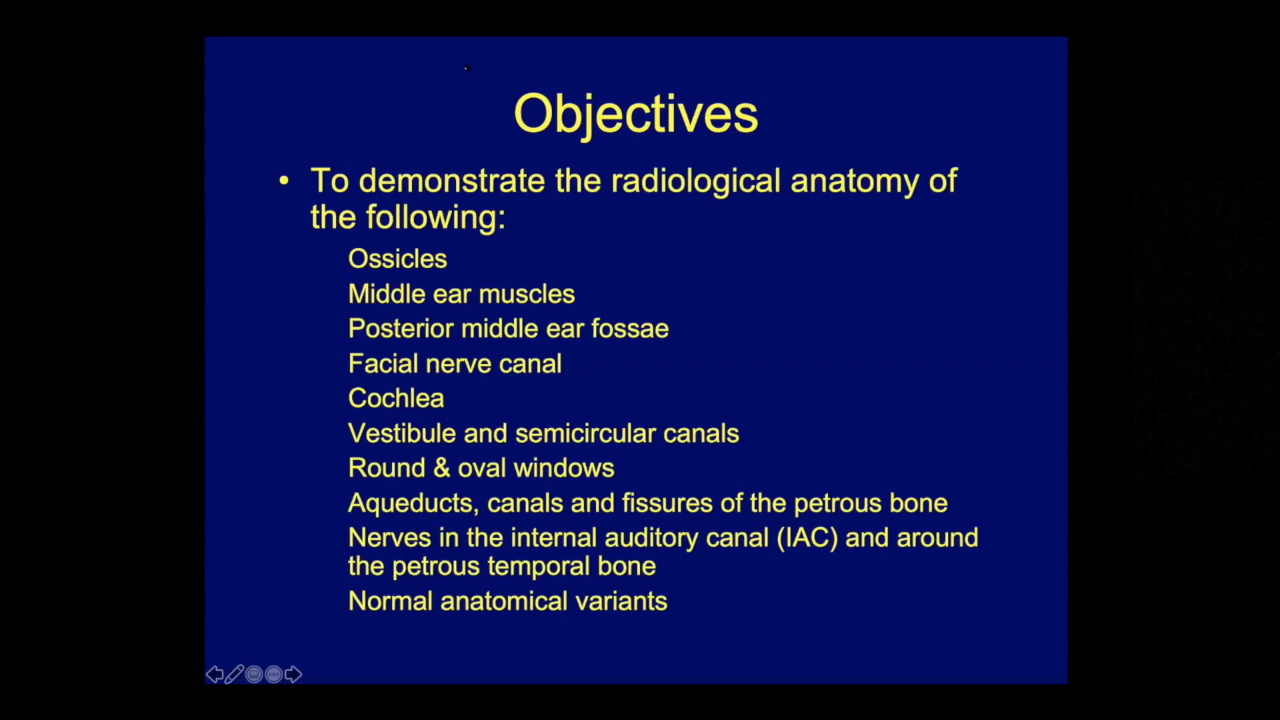 Objectives
• To demonstrate the radiological anatomy of
the following:
Ossicles
Middle ear muscles
Posterior middle ear fossae
Facial nerve canal
Cochlea
Vestibule and semicircular canals
Round & oval windows
Aqueducts, canals and fissures of the petrous bone
Nerves in the internal auditory canal (IAC) and around
the petrous temporal bone
Normal anatomical variants